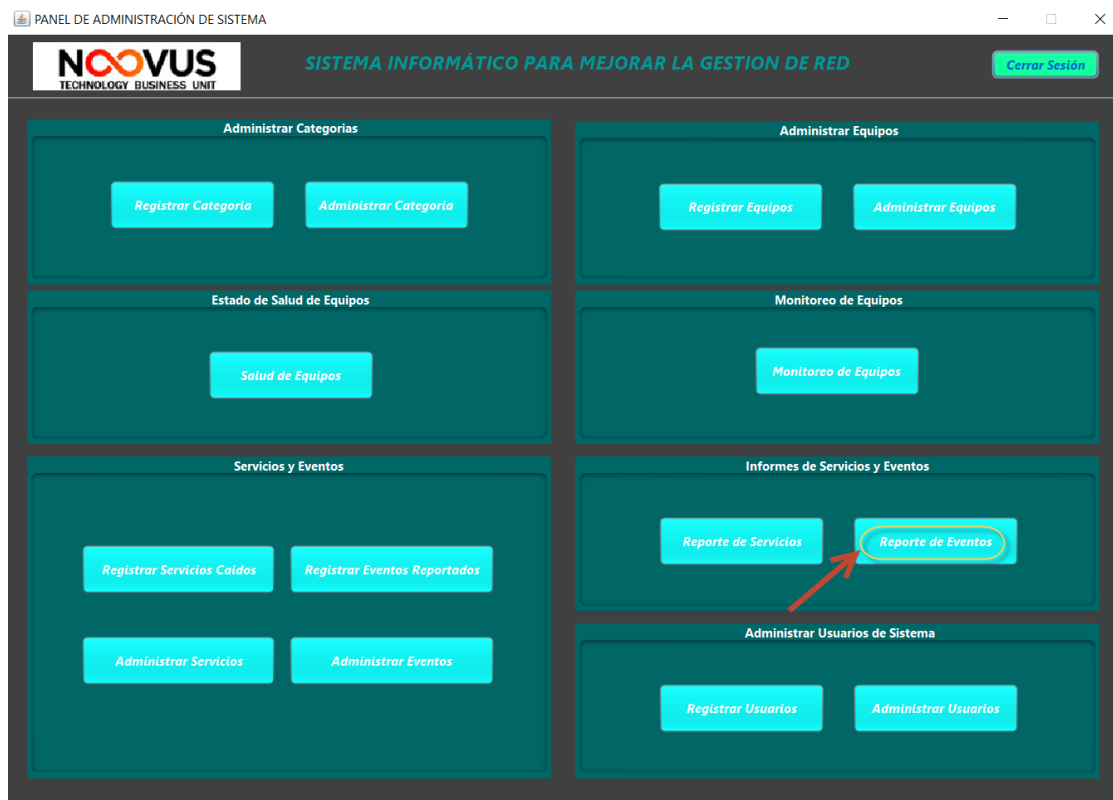 PANEL DE ADMINISTRACIÓN DE SISTEMA
NOOVUS
TECHNOLOGY BUSINESS UNIT
SISTEMA INFORMÁTICO PARA MEJORAR LA GESTION DE RED
Cerrar Sesión
Administrar Categorias
Registrar Categoria
Administrar Categoria
Administrar Equipos
Registrar Equipos
Administrar Equipos
Estado de Salud de Equipos
Salud de Equipos
Monitoreo de Equipos
Monitoreo de Equipos
Servicios y Eventos
Registrar Servicios Caidos
Registrar Eventos Reportados
Administrar Servicios
Administrar Eventos
Informes de Servicios y Eventos
Reporte de Servicios
Reporte de Eventos
Administrar Usuarios de Sistema
Registrar Usuarios
Administrar Usuarios